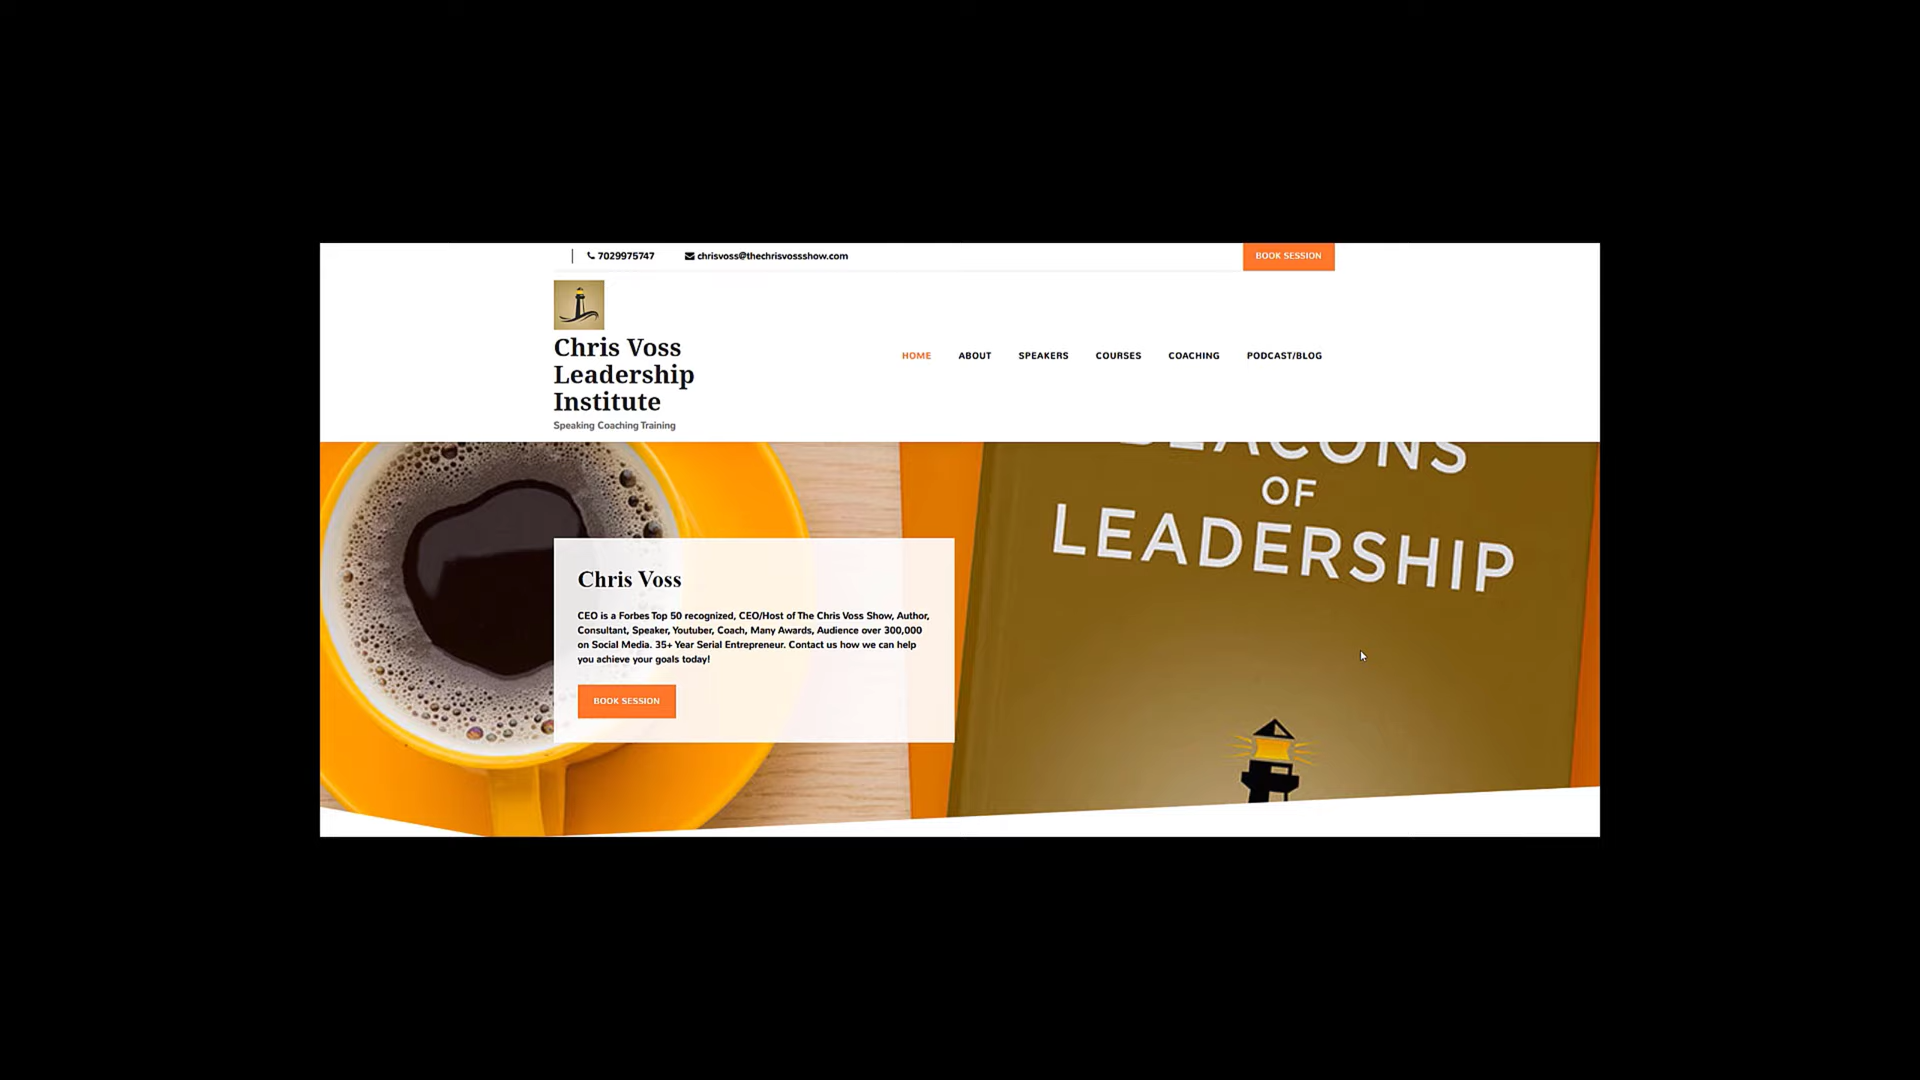 7029975747
chrisvoss@thechrisvossshow.com
BOOK SESSION
Chris Voss
Leadership
Institute
Speaking Coaching Training
HOME
ABOUT
SPEAKERS
COURSES
COACHING
PODCAST/BLOG
BEACONS
OF
LEADERSHIP
Chris Voss
CEO is a Forbes Top 50 recognized, CEO/Host of The Chris Voss Show, Author,
Consultant, Speaker, Youtuber, Coach, Many Awards, Audience over 300,000
on Social Media. 35+ Year Serial Entrepreneur. Contact us how we can help
you achieve your goals today!
BOOK SESSION